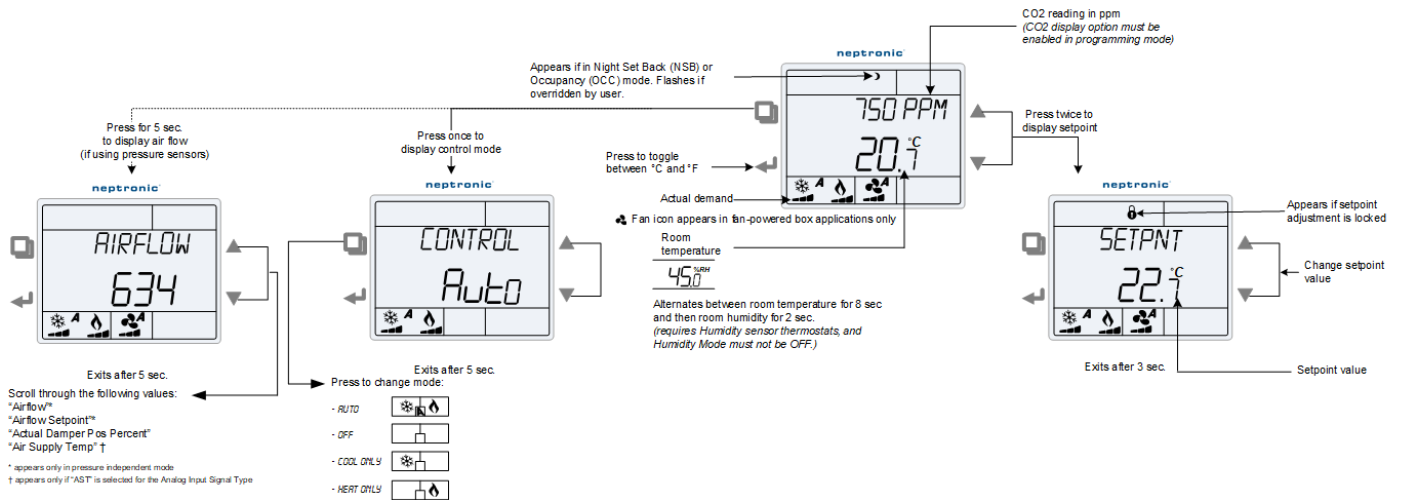 CO2 reading in ppm
(CO2 display option must be
enabled in programming mode)
neptronic
Appears if in Night Set Back (NSB) or
Occupancy (OCC) mode. Flashes if
overridden by user.
750 PPM
20.7 °C
A
A
Press for 5 sec.
to display air flow
(if using pressure sensors)
Press once to
display control mode
Press to toggle
between °C and °F
Press twice to
display setpoint
Actual demand
Fan icon appears in fan-powered box applications only
Room
temperature
45.0 %RH
Alternates between room temperature for 8 sec
and then room humidity for 2 sec.
(requires Humidity sensor thermostats, and
Humidity Mode must not be OFF.)
neptronic
AIRFLOW
634
A
A
Exits after 5 sec.
Scroll through the following values:
"Airflow"*
"Airflow Setpoint"*
"Actual Damper Pos Percent"
"Air Supply Temp" †
* appears only in pressure independent mode
† appears only if "AST" is selected for the Analog Input Signal Type
neptronic
CONTROL
Auto
Exits after 5 sec.
Press to change mode:
- AUTO
A
- OFF
- COOL ONLY
- HEAT ONLY
neptronic
SETPNT
22.7 °C
A
A
Exits after 3 sec.
Appears if setpoint
adjustment is locked
Change setpoint
value
Setpoint value